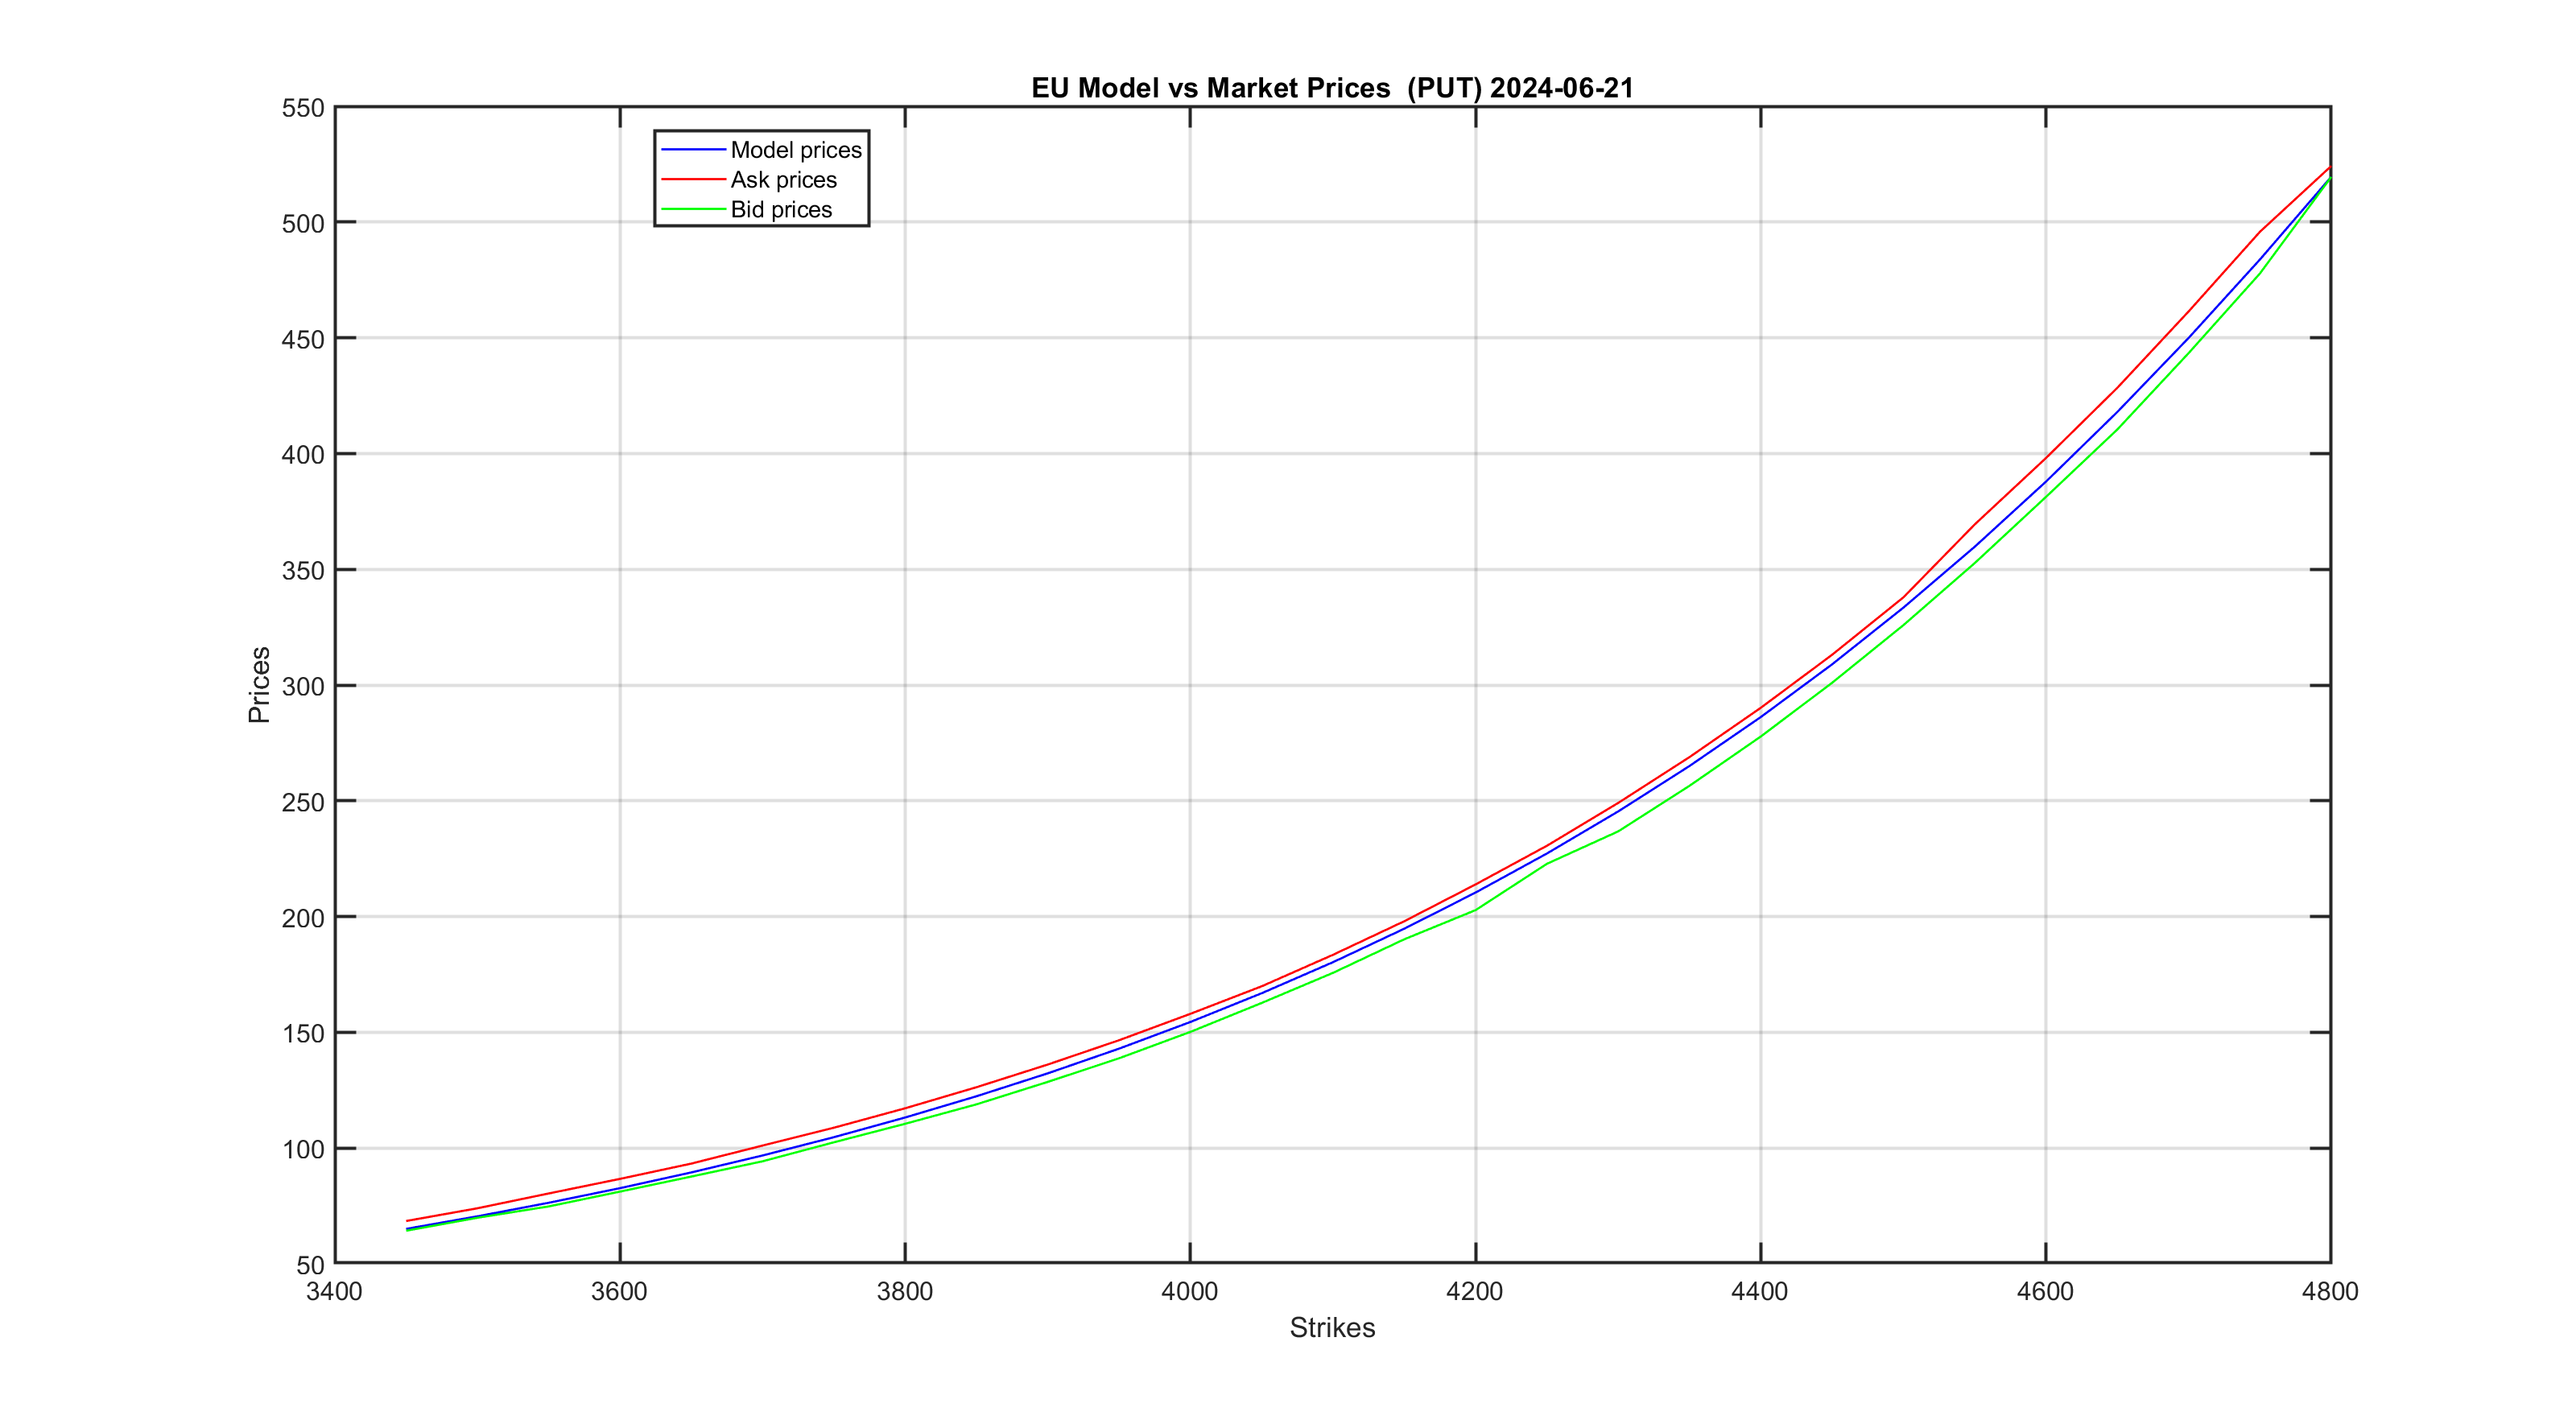 EU Model vs Market Prices  (PUT) 2024-06-21
550
500
450
400
350
300
250
200
150
100
50
Prices
Model prices
Ask prices
Bid prices
3400 3600 3800 4000 4200 4400 4600 4800
Strikes